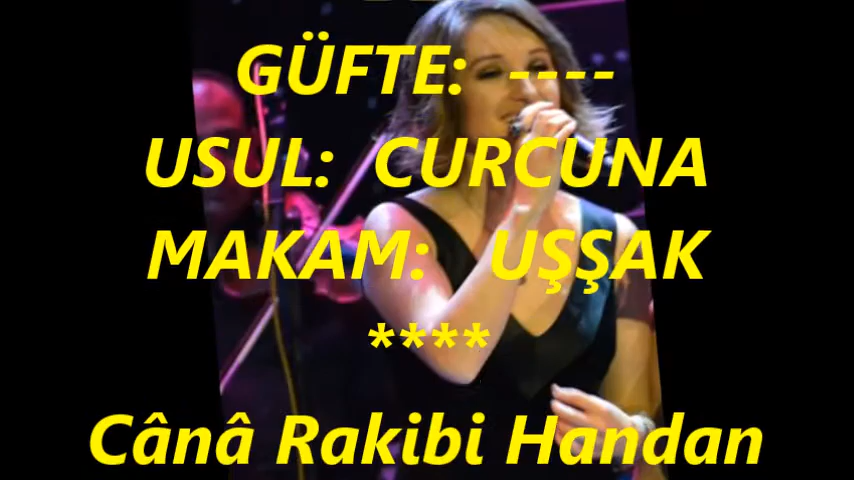 GÜFTE: ----
USUL: CURCUNA
MAKAM: UŞŞAK
****
Cânâ Rakibi Handan